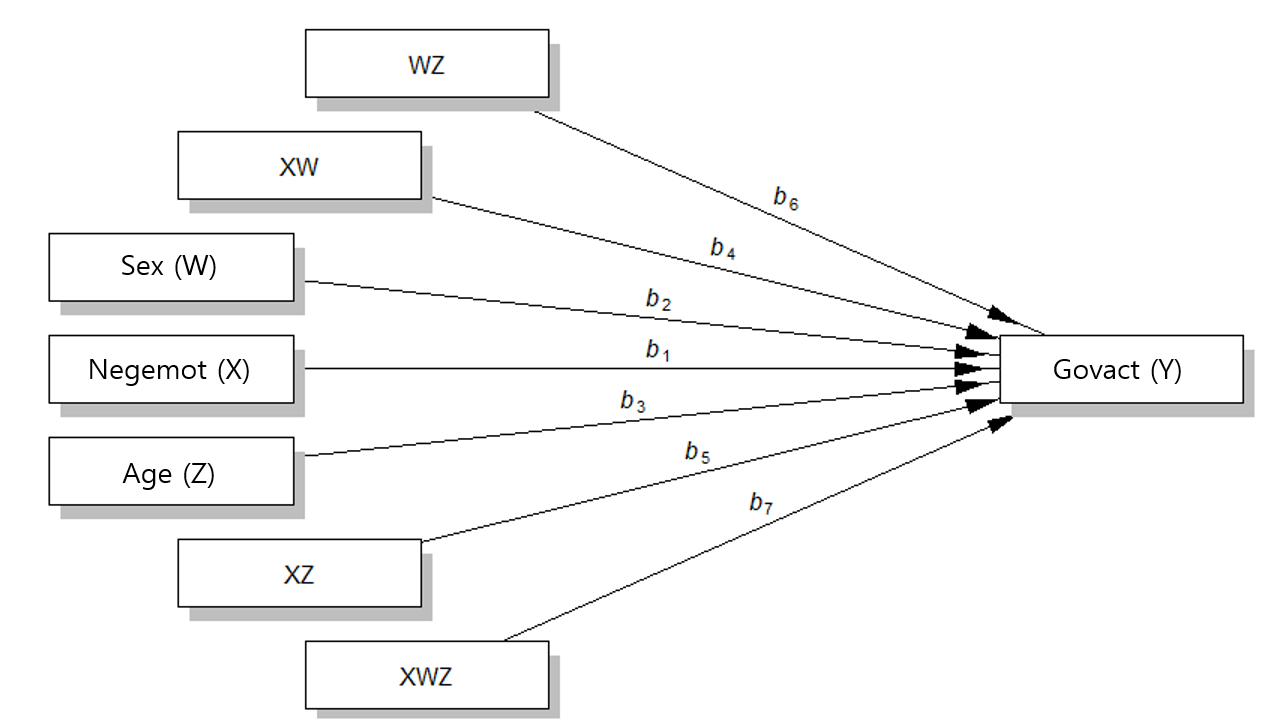 WZ
XW
b6
b4
Sex (W)
b2
Negemot (X)
b1
Govact (Y)
b3
Age (Z)
b5
b7
XZ
XWZ